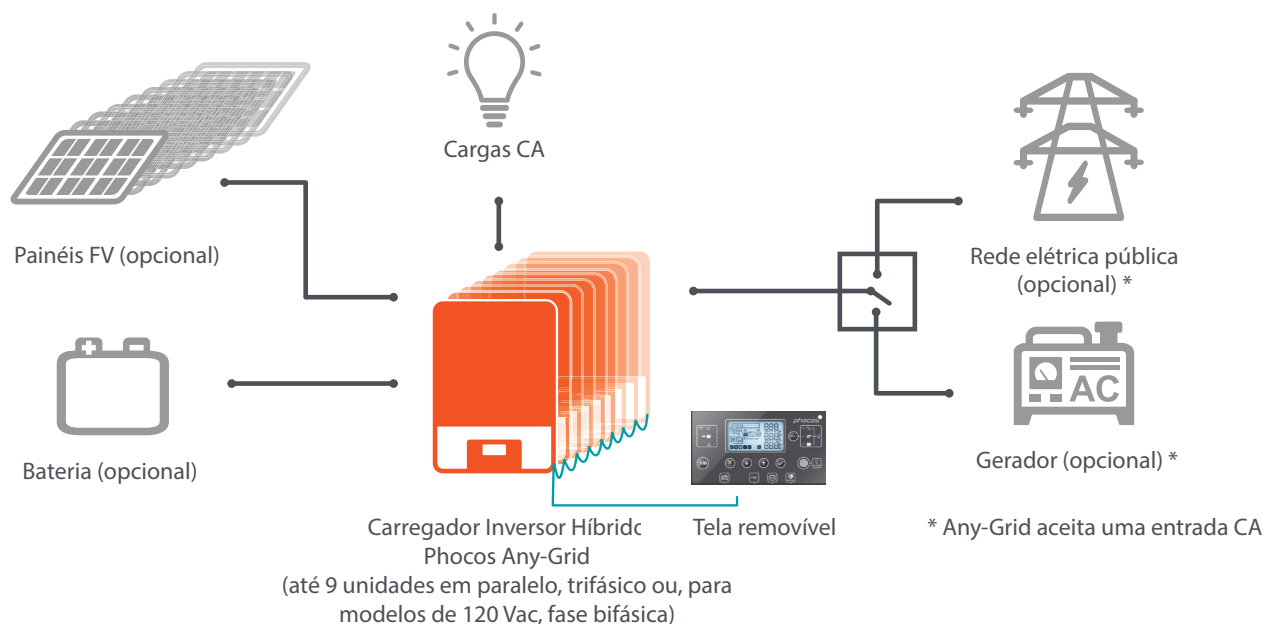 Cargas CA
Painéis FV (opcional)
Rede elétrica pública
(opcional) *
Bateria (opcional)
AC
Gerador (opcional) *
phocos
Carregador Inversor Híbrido
Phocos Any-Grid
(até 9 unidades em paralelo, trifásico ou, para
modelos de 120 Vac, fase bifásica)
Tela removível
* Any-Grid aceita uma entrada CA